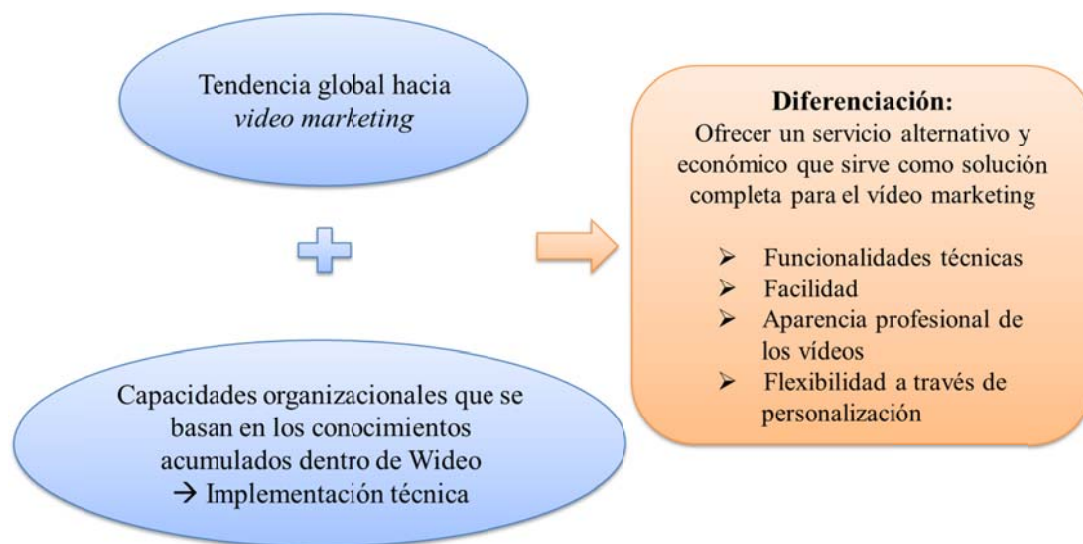 Tendencia global hacia
video marketing
Capacidades organizacionales que se
basan en los conocimientos
acumulados dentro de Wideo
→ Implementación técnica
Diferenciación:
Ofrecer un servicio alternativo y
económico que sirve como solución
completa para el vídeo marketing
➢ Funcionalidades técnicas
➢ Facilidad
➢ Aparencia profesional de
los vídeos
➢ Flexibilidad a través de
personalización